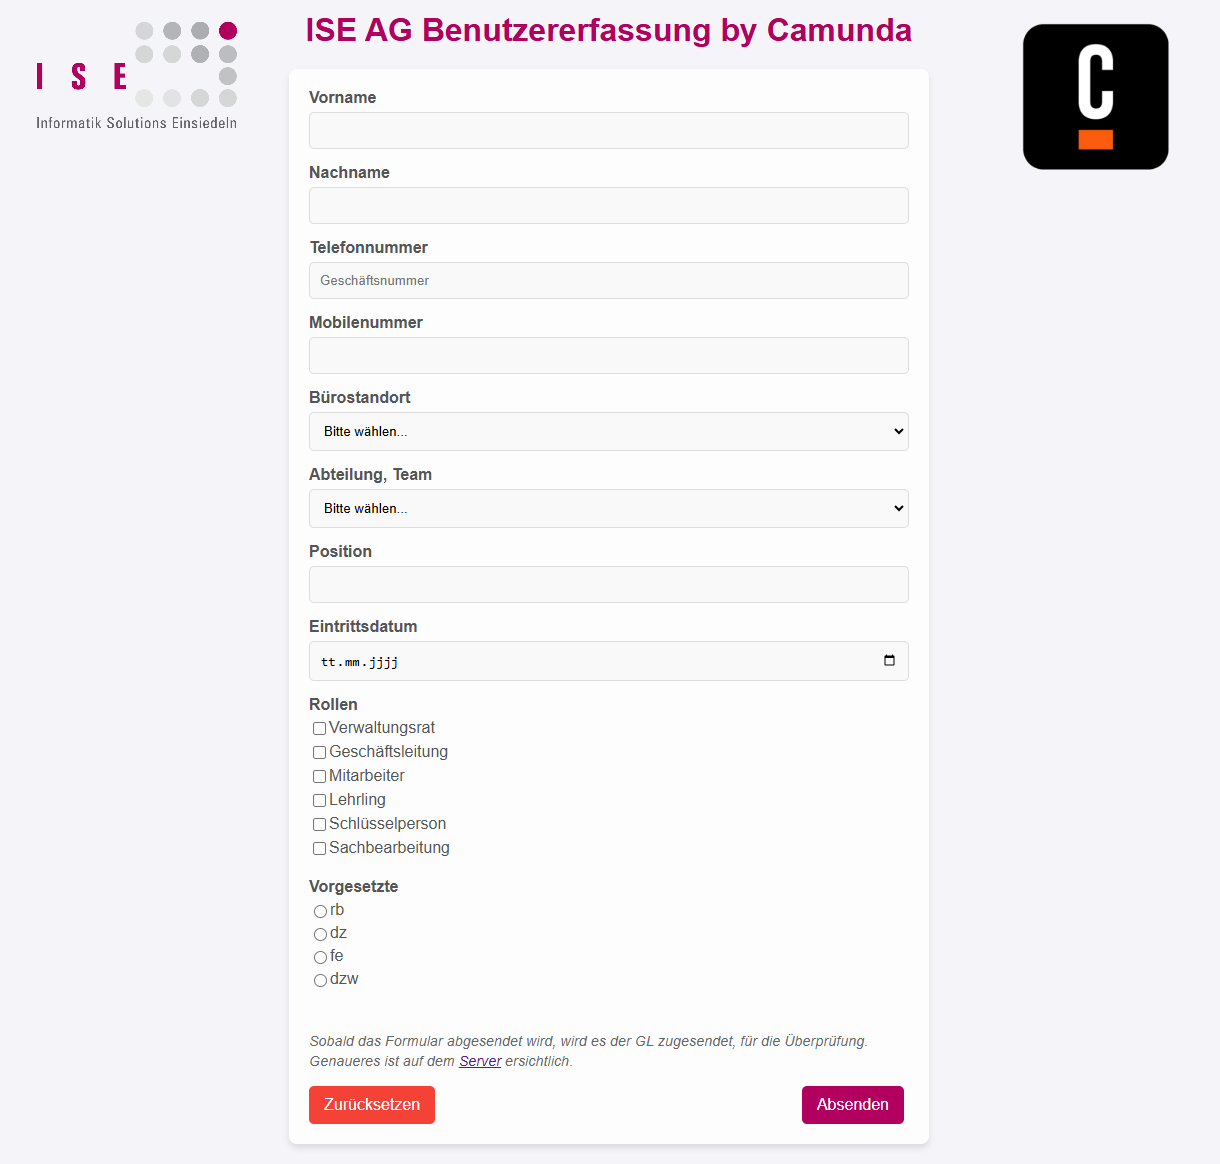 ISE AG Benutzererfassung by Camunda
I S E
Informatik Solutions Einsiedeln
C
Vorname
Nachname
Telefonnummer
Geschäftsnummer
Mobilenummer
Bürostandort
Bitte wählen...
Abteilung, Team
Bitte wählen...
Position
Eintrittsdatum
tt.mm.jjjj
Rollen
Verwaltungsrat
Geschäftsleitung
Mitarbeiter
Lehrling
Schlüsselperson
Sachbearbeitung
Vorgesetzte
rb
dz
fe
dzw
Sobald das Formular abgesendet wird, wird es der GL zugesendet, für die Überprüfung.
Genaueres ist auf dem Server ersichtlich.
Zurücksetzen
Absenden